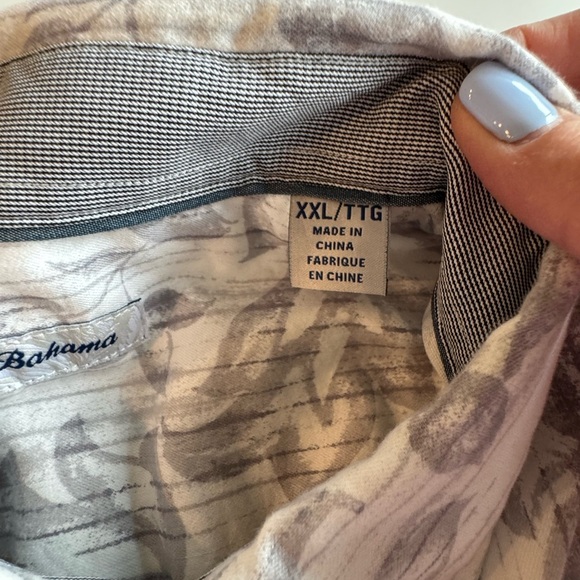 XXL/TTG
MADE IN
CHINA
FABRIQUE
EN CHINE
Bahama